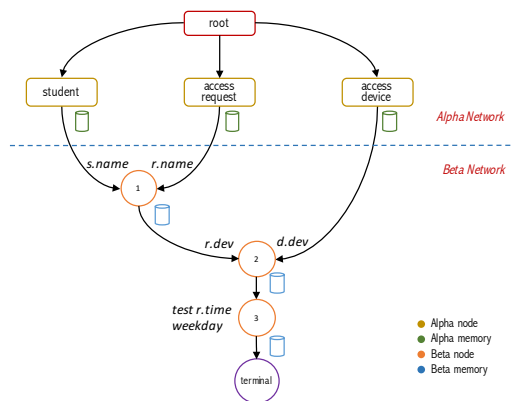 root
student
access
request
access
device
Alpha Network
Beta Network
s.name
r.name
1
r.dev
d.dev
2
test r.time
weekday
3
terminal
Alpha node
Alpha memory
Beta node
Beta memory